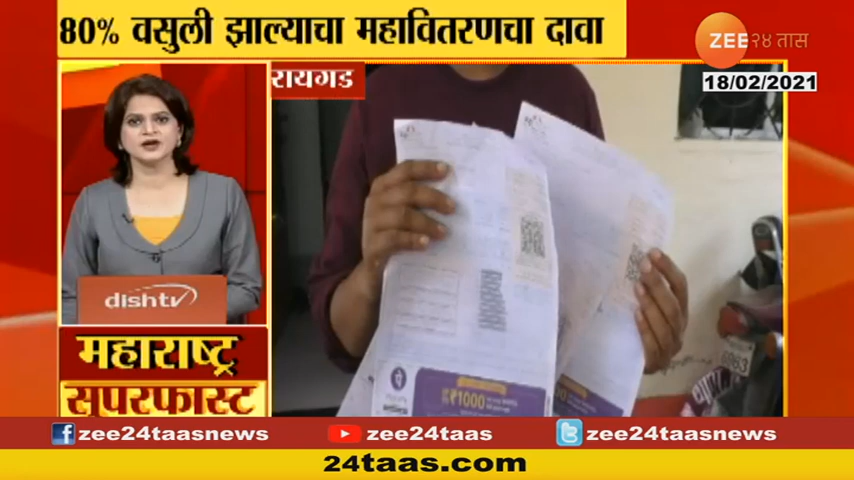 80% वसुली झाल्याचा महावितरणचा दावा
ZEE २४ तास
18/02/2021
रायगड
dishtv
महाराष्ट्र
सुपरफास्ट
₹1000
zee24taasnews
zee24taas
zee24taasnews
24taas.com